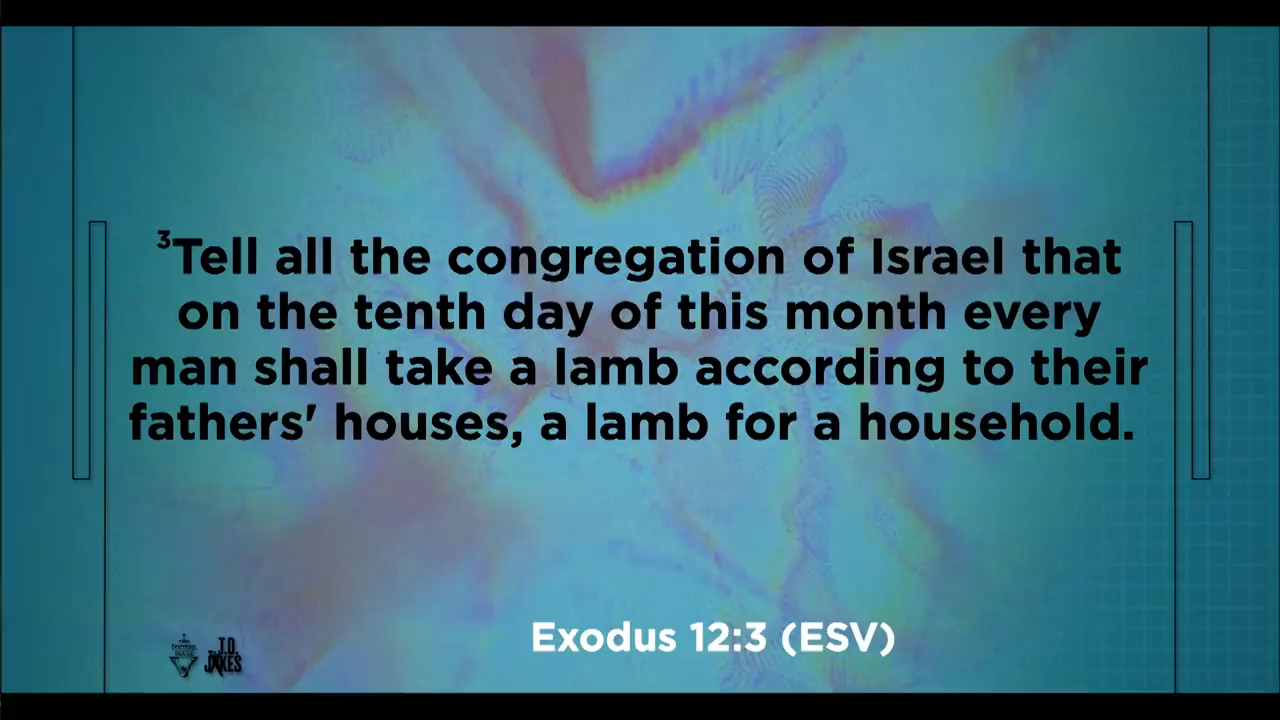 ³Tell all the congregation of Israel that
on the tenth day of this month every
man shall take a lamb according to their
fathers' houses, a lamb for a household.
Exodus 12:3 (ESV)
T.D.
JAKES